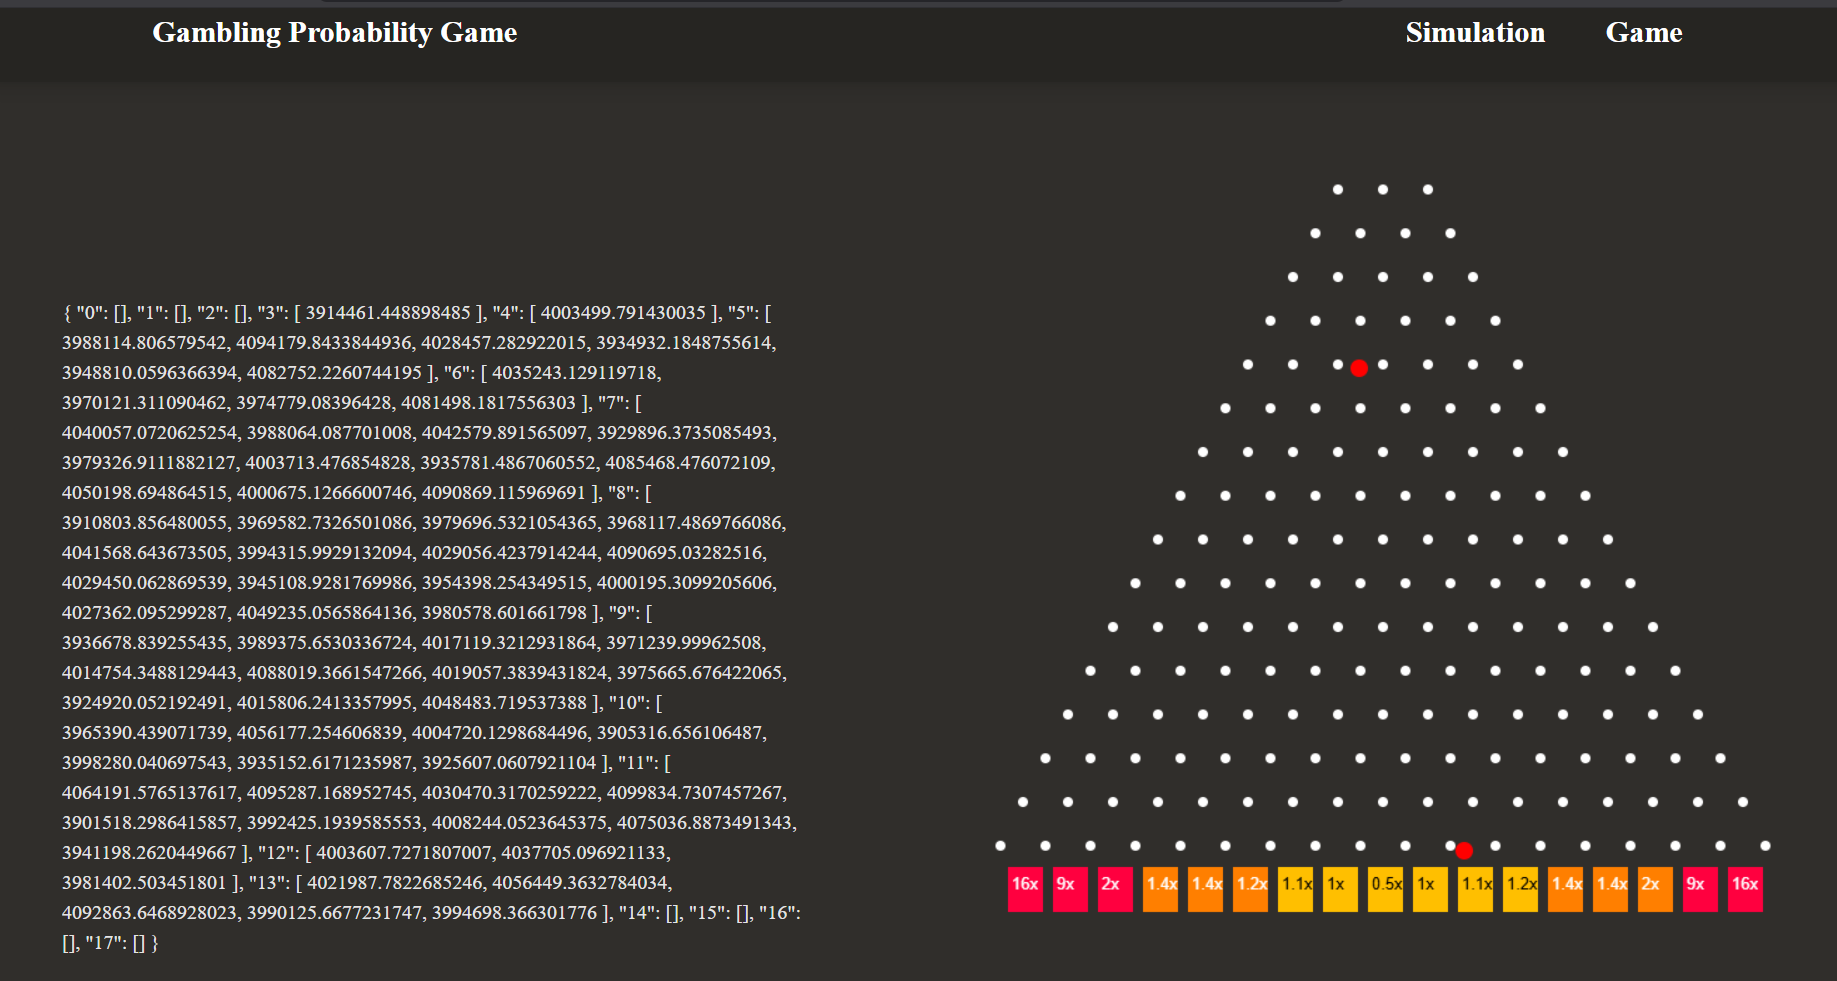 Gambling Probability Game
Simulation Game
{ "0": [], "1": [], "2": [], "3": [ 3914461.448898485 ], "4": [ 4003499.791430035 ], "5": [
3988114.806579542, 4094179.8433844936, 4028457.282922015, 3934932.1848755614,
3948810.0596366394, 4082752.2260744195 ], "6": [ 4035243.129119718,
3970121.311090462, 3974779.08396428, 4081498.1817556303 ], "7": [
4040057.0720625254, 3988064.087701008, 4042579.891565097, 3929896.3735085493,
3979326.9111882127, 4003713.476854828, 3935781.4867060552, 4085468.476072109,
4050198.694864515, 4000675.1266600746, 4090869.115969691 ], "8": [
3910803.856480055, 3969582.7326501086, 3979696.5321054365, 3968117.4869766086,
4041568.643673505, 3994315.9929132094, 4029056.4237914244, 4090695.03282516,
4029450.062869539, 3945108.9281769986, 3954398.254349515, 4000195.3099205606,
4027362.095299287, 4049235.0565864136, 3980578.601661798 ], "9": [
3936678.839255435, 3989375.6530336724, 4017119.3212931864, 3971239.99962508,
4014754.3488129443, 4088019.3661547266, 4019057.3839431824, 3975665.676422065,
3924920.052192491, 4015806.2413357995, 4048483.719537388 ], "10": [
3965390.439071739, 4056177.254606839, 4004720.1298684496, 3905316.656106487,
3998280.040697543, 3935152.6171235987, 3925607.0607921104 ], "11": [
4064191.5765137617, 4095287.168952745, 4030470.3170259222, 4099834.7307457267,
3901518.2986415857, 3992425.1939585553, 4008244.0523645375, 4075036.8873491343,
3941198.2620449667 ], "12": [ 4003607.7271807007, 4037705.096921133,
3981402.503451801 ], "13": [ 4021987.7822685246, 4056449.3632784034,
4092863.6468928023, 3990125.6677231747, 3994698.366301776 ], "14": [], "15": [], "16":
[], "17": [] }
16x 9x 2x 1.4x 1.4x 1.2x 1.1x 1x 0.5x 1x 1.1x 1.2x 1.4x 1.4x 2x 9x 16x